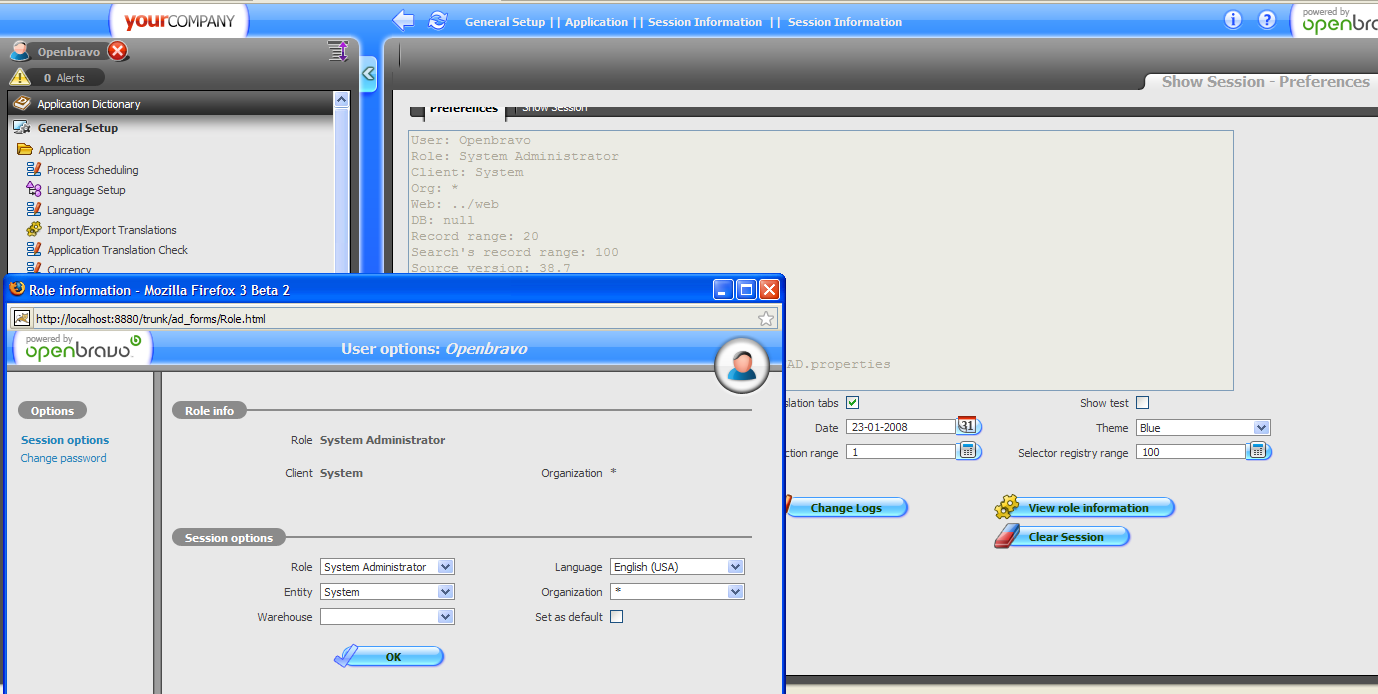 yourCOMPANY
General Setup || Application || Session Information || Session Information
powered by
openbra
Openbravo
0 Alerts
Show Session - Preferences
Application Dictionary
General Setup
Application
Process Scheduling
Language Setup
Language
Import/Export Translations
Application Translation Check
Currency
Preferences
Show Session
User: Openbravo
Role: System Administrator
Client: System
Org: *
Web: ../web
DB: null
Record range: 20
Search's record range: 100
Source version: 38.7
AD.properties
slation tabs
Show test
Date 23-01-2008 31
Theme Blue
ction range 1
Selector registry range 100
Change Logs
View role information
Clear Session
Role information - Mozilla Firefox 3 Beta 2
http://localhost:8880/trunk/ad_forms/Role.html
powered by
openbravo
User options: Openbravo
Options
Session options
Change password
Role info
Role System Administrator
Client System
Organization *
Session options
Role System Administrator
Language English (USA)
Entity System
Organization *
Warehouse
Set as default
OK